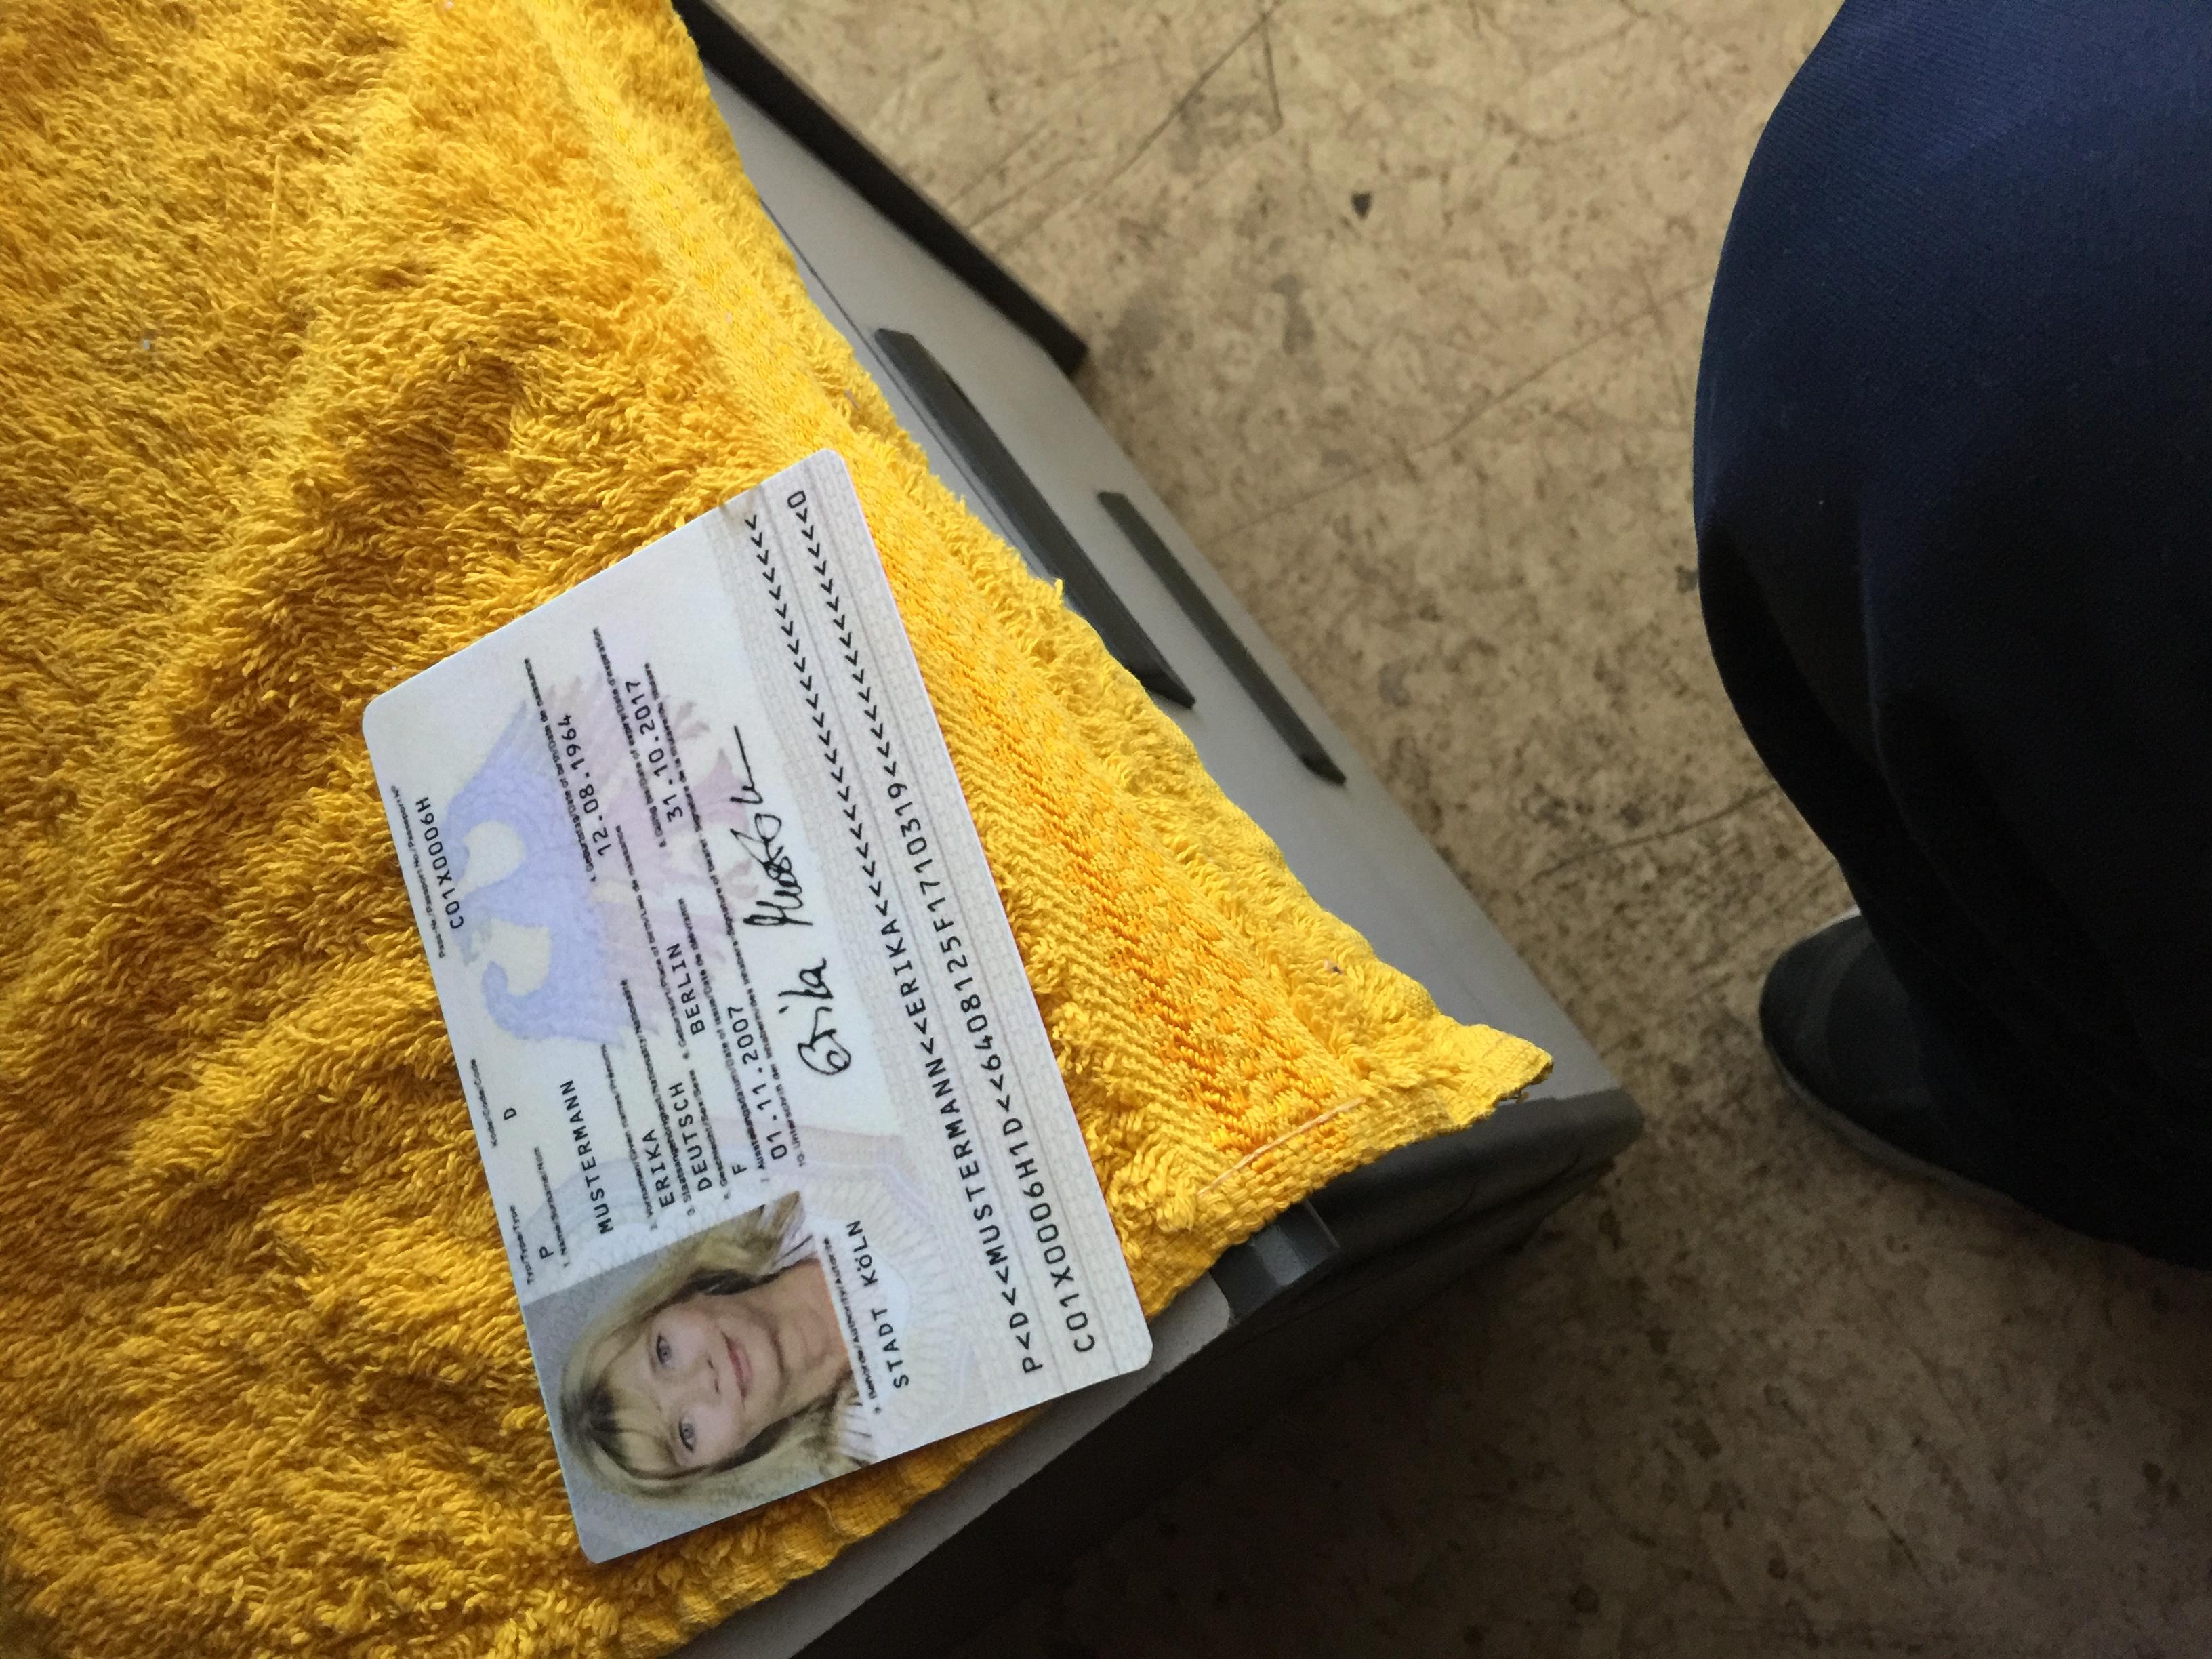 Typ/Type/Type Kode/Code/Code Pass-Nr./Passport No./Passeport Nº
P D C01X0006H
1. Name/Surname/Nom
MUSTERMANN
2. Vornamen/Given names/Prénoms
ERIKA
3. Staatsangehörigkeit/Nationality/Nationalité 4. Geburtstag/Date of birth/Date de naissance
DEUTSCH 12.08.1964
5. Geschlecht/Sex/Sexe 6. Geburtsort/Place of birth/Lieu de naissance
F BERLIN
7. Ausstellungsdatum/Date of issue/Date de délivrance 8. Gültig bis/Date of expiry/Date d'expiration
01.11.2007 31.10.2017
9. Behörde/Authority/Autorité 10. Unterschrift der Inhaberin/des Inhabers-Signature of bearer-Signature de la titulaire/du titulaire
STADT KÖLN Erika Mustermann
P<D<<MUSTERMANN<<ERIKA<<<<<<<<<<<<<<<<<<<<<<
C01X0006H1D<<6408125F1710319<<<<<<<<<<<<<<<0